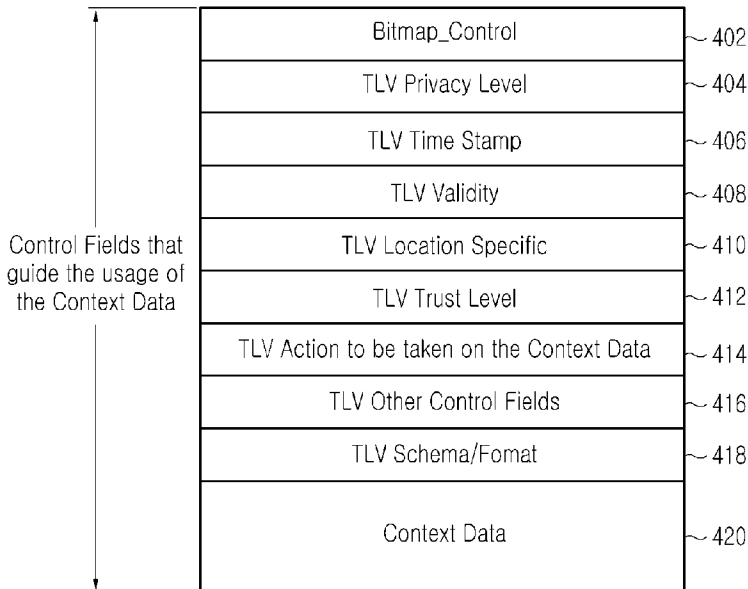 Bitmap_Control
402
TLV Privacy Level
404
TLV Time Stamp
406
TLV Validity
408
TLV Location Specific
410
TLV Trust Level
412
TLV Action to be taken on the Context Data
414
TLV Other Control Fields
416
TLV Schema/Fomat
418
Context Data
420
Control Fields that
guide the usage of
the Context Data